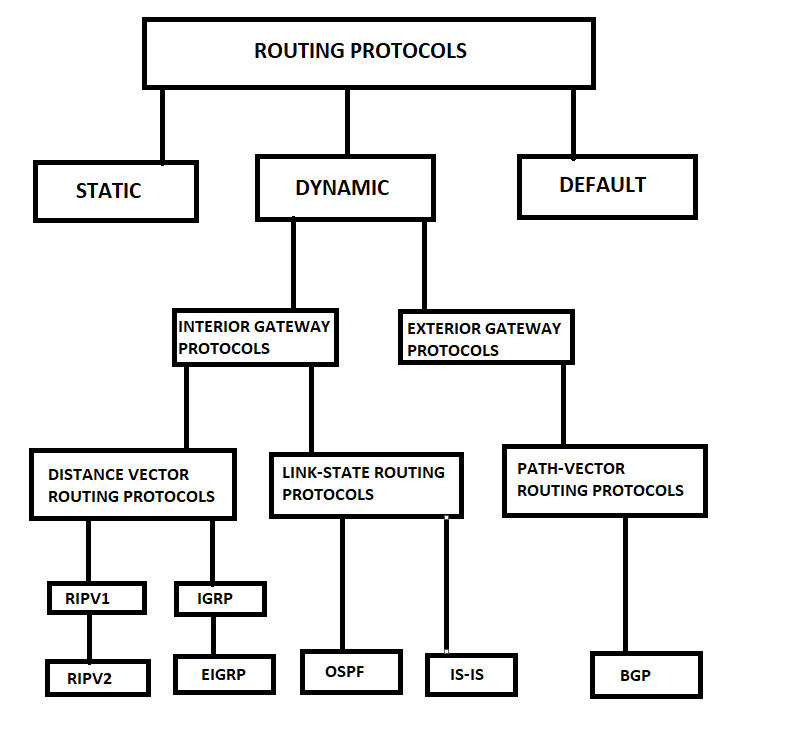 ROUTING PROTOCOLS
STATIC
DYNAMIC
DEFAULT
INTERIOR GATEWAY
PROTOCOLS
EXTERIOR GATEWAY
PROTOCOLS
DISTANCE VECTOR
ROUTING PROTOCOLS
LINK-STATE ROUTING
PROTOCOLS
PATH-VECTOR
ROUTING PROTOCOLS
RIPV1
IGRP
RIPV2
EIGRP
OSPF
IS-IS
BGP